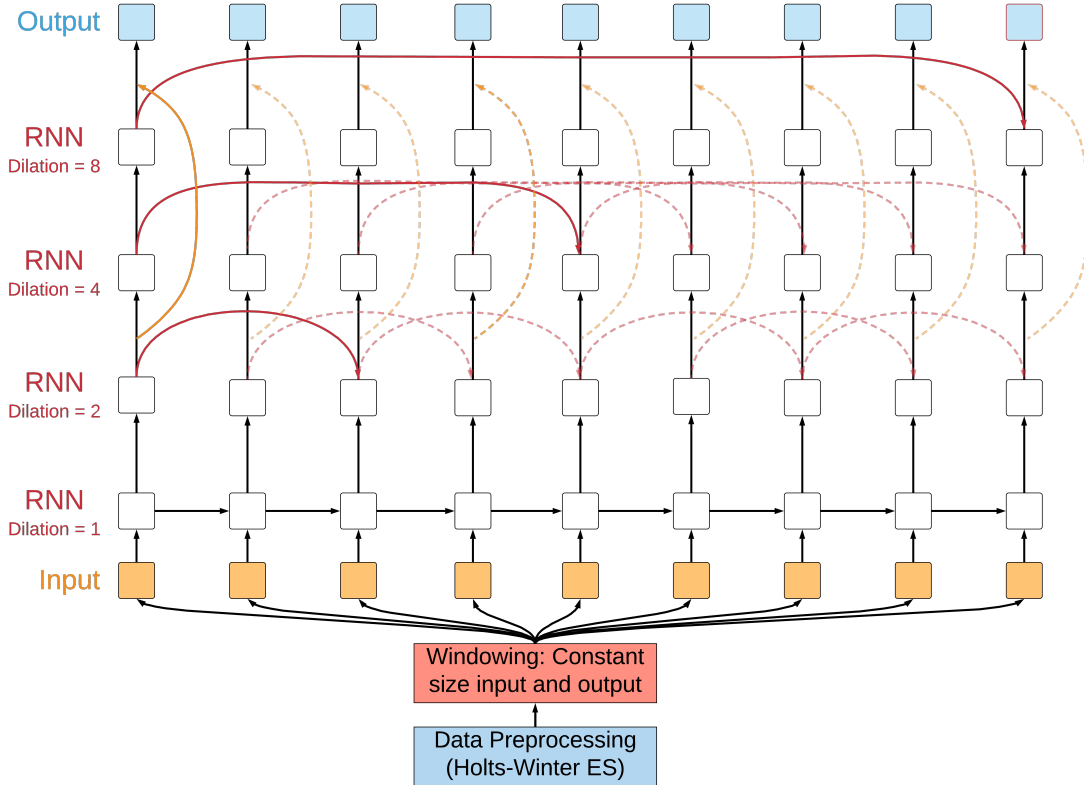 Output
RNN
Dilation = 8
RNN
Dilation = 4
RNN
Dilation = 2
RNN
Dilation = 1
Input
Windowing: Constant
size input and output
Data Preprocessing
(Holts-Winter ES)